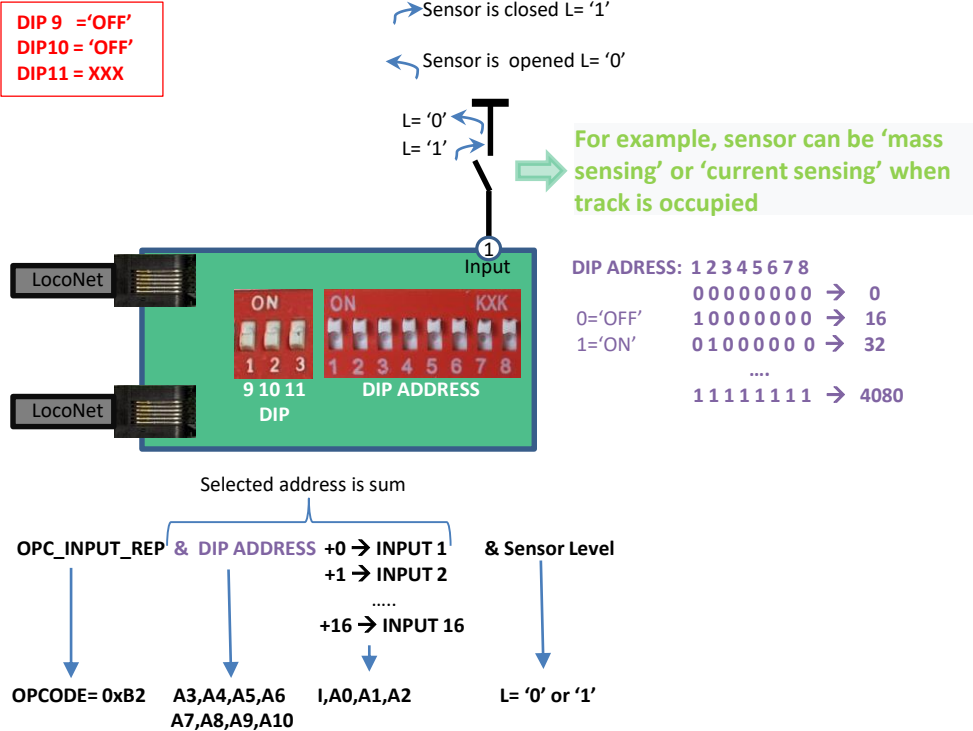 DIP 9 ='OFF'
DIP10 = 'OFF'
DIP11 = XXX
Sensor is closed L= '1'
Sensor is opened L= '0'
L= '0'
L= '1'
For example, sensor can be 'mass
sensing' or 'current sensing' when
track is occupied
1
Input
LocoNet
LocoNet
ON
1 2 3
ON KXK
1 2 3 4 5 6 7 8
9 10 11
DIP
DIP ADDRESS
DIP ADRESS: 1 2 3 4 5 6 7 8
0 0 0 0 0 0 0 0 → 0
0='OFF' 1 0 0 0 0 0 0 0 → 16
1='ON' 0 1 0 0 0 0 0 0 → 32
....
1 1 1 1 1 1 1 1 → 4080
Selected address is sum
OPC_INPUT_REP & DIP ADDRESS +0 → INPUT 1 & Sensor Level
+1 → INPUT 2
.....
+16 → INPUT 16
OPCODE= 0xB2 A3,A4,A5,A6 I,A0,A1,A2 L= '0' or '1'
A7,A8,A9,A10